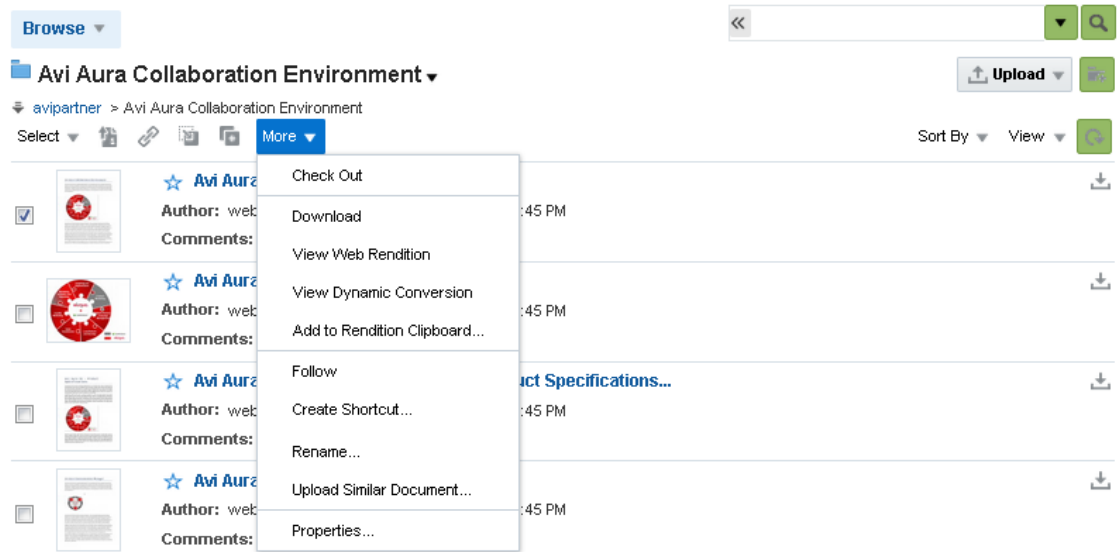 Browse
Avi Aura Collaboration Environment
Upload
avipartner > Avi Aura Collaboration Environment
Select More Sort By View
Check Out
Avi Aura
Author: web :45 PM
Download
Comments:
View Web Rendition
Avi Aura
View Dynamic Conversion
Author: web :45 PM
Add to Rendition Clipboard...
Comments:
Follow
Avi Aura uct Specifications...
Author: web :45 PM
Create Shortcut...
Comments:
Rename...
Avi Aura
Upload Similar Document...
Author: web :45 PM
Properties...
Comments: